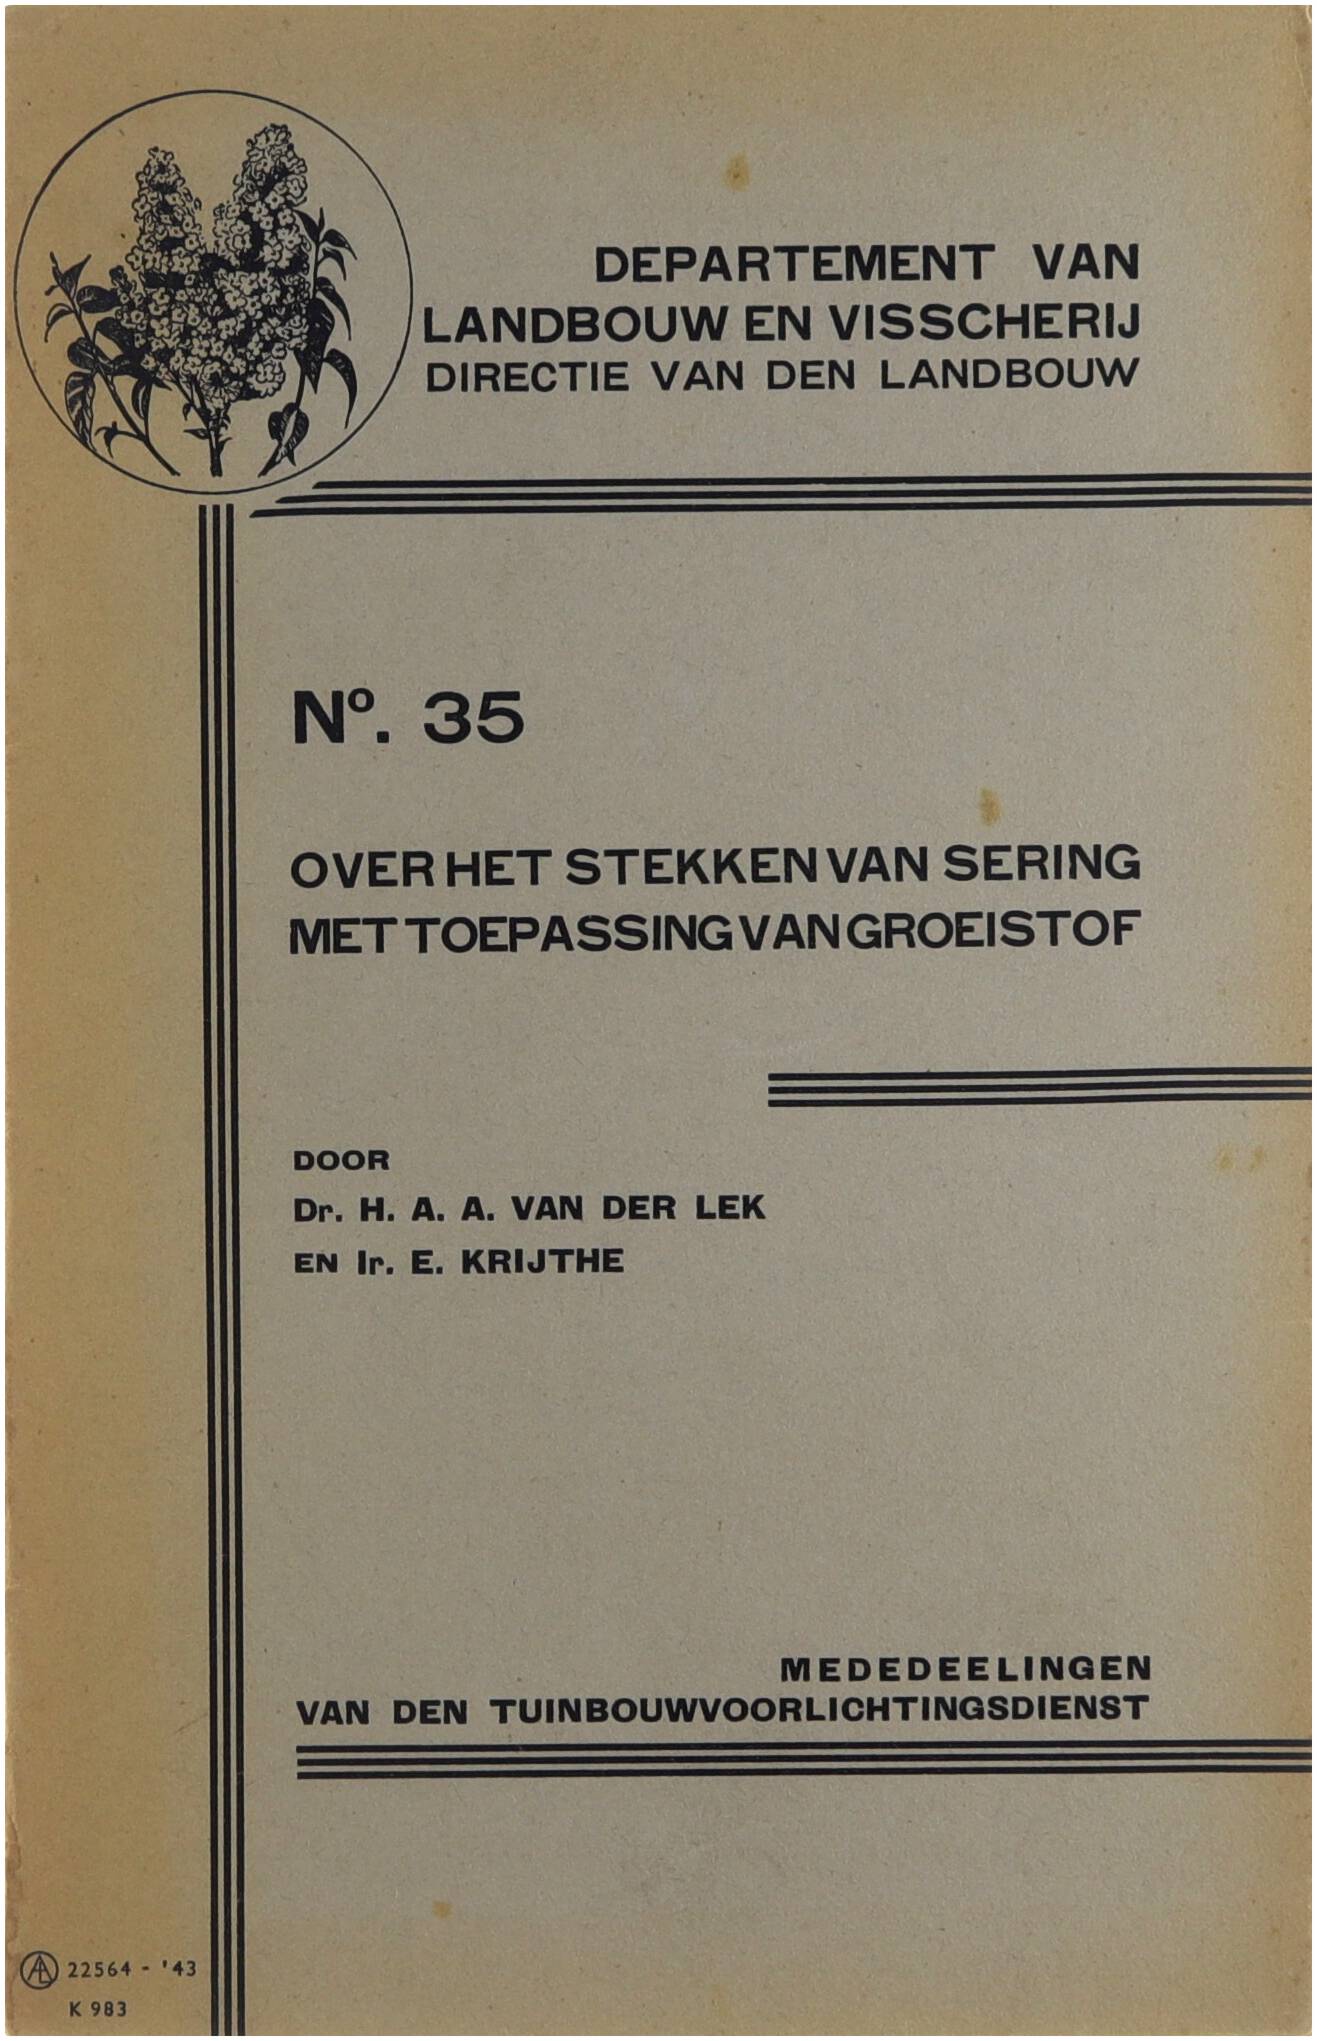 DEPARTEMENT VAN
LANDBOUW EN VISSCHERIJ
DIRECTIE VAN DEN LANDBOUW
Nº. 35
OVER HET STEKKEN VAN SERING
MET TOEPASSING VAN GROEISTOF
DOOR
Dr. H. A. A. VAN DER LEK
EN Ir. E. KRIJTHE
MEDEDEELINGEN
VAN DEN TUINBOUWVOORLICHTINGSDIENST
22564 - '43
K 983